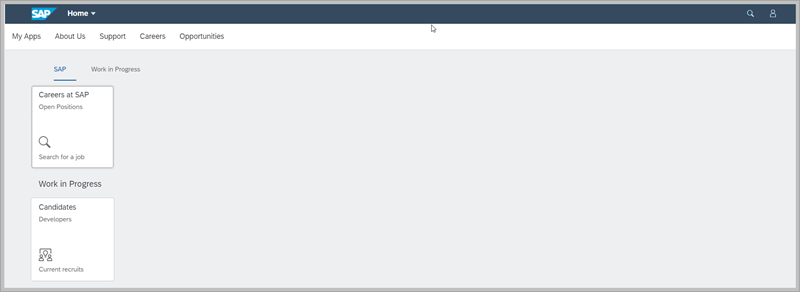 SAP Home
My Apps About Us Support Careers Opportunities
SAP Work in Progress
Careers at SAP
Open Positions
Search for a job
Work in Progress
Candidates
Developers
Current recruits